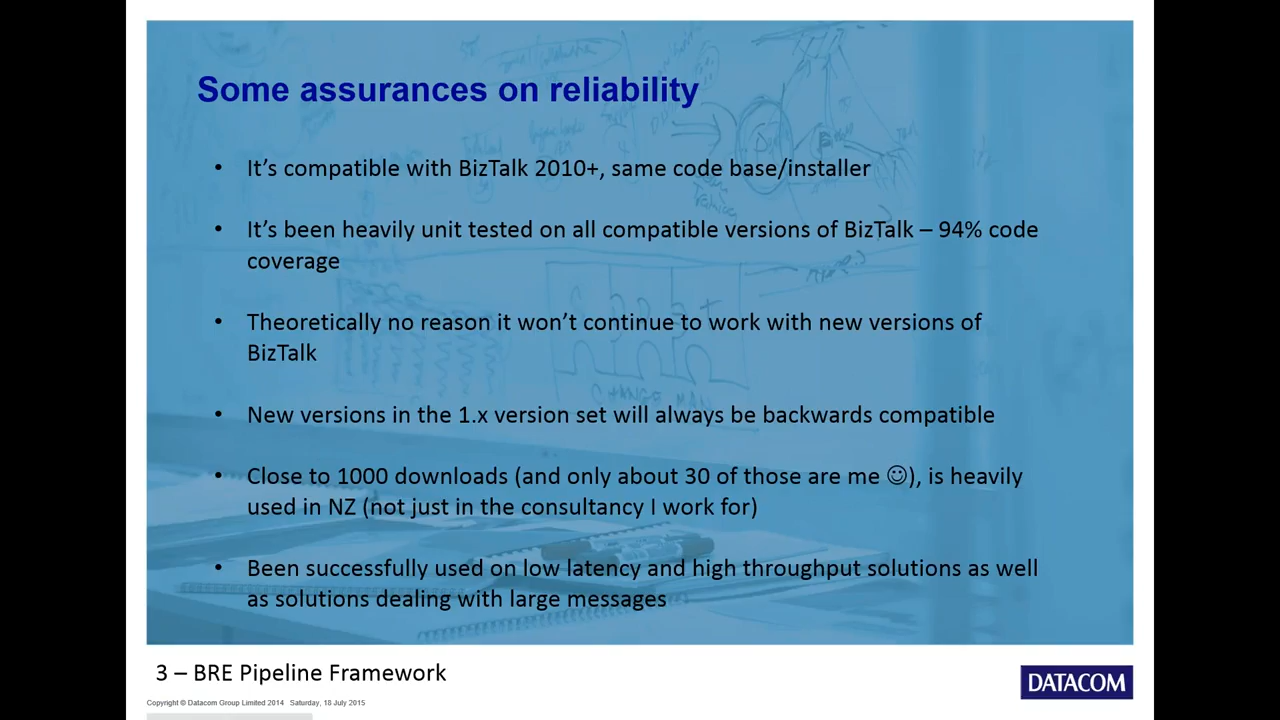 Some assurances on reliability
• It’s compatible with BizTalk 2010+, same code base/installer
• It’s been heavily unit tested on all compatible versions of BizTalk – 94% code
coverage
• Theoretically no reason it won’t continue to work with new versions of
BizTalk
• New versions in the 1.x version set will always be backwards compatible
• Close to 1000 downloads (and only about 30 of those are me ☺), is heavily
used in NZ (not just in the consultancy I work for)
• Been successfully used on low latency and high throughput solutions as well
as solutions dealing with large messages
CHANGE MAN
3 – BRE Pipeline Framework
DATACOM
Copyright © Datacom Group Limited 2014 Saturday, 18 July 2015